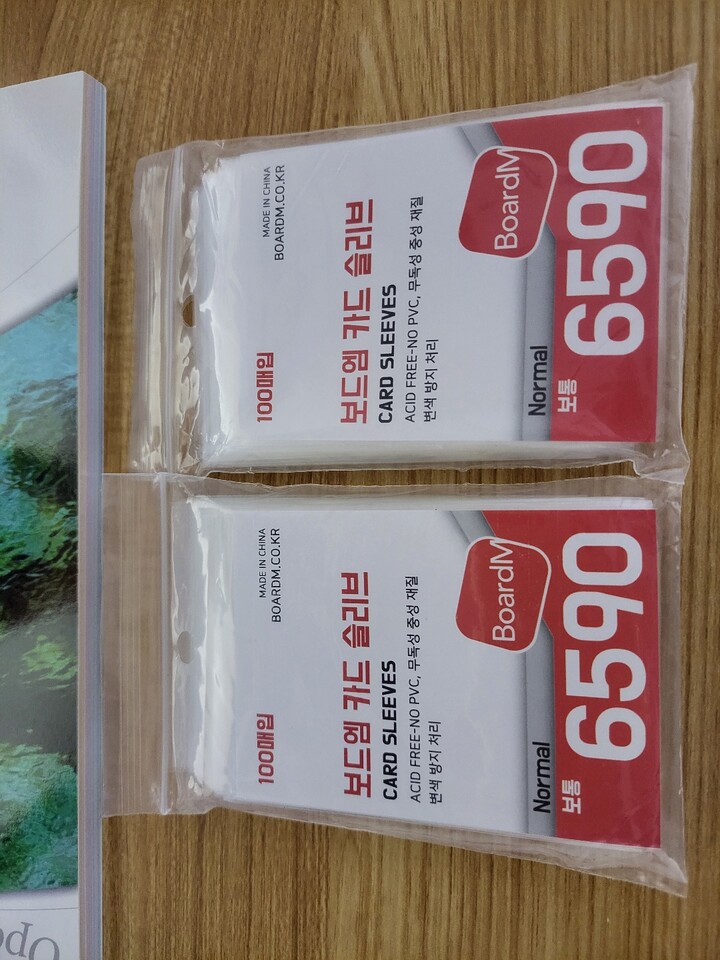 100매입
MADE IN CHINA
BOARDM.CO.KR
보드엠 카드 슬리브
CARD SLEEVES
ACID FREE-NO PVC, 무독성 중성 재질
변색 방지 처리
BoardM
Normal
보통
6590
100매입
MADE IN CHINA
BOARDM.CO.KR
보드엠 카드 슬리브
CARD SLEEVES
ACID FREE-NO PVC, 무독성 중성 재질
변색 방지 처리
BoardM
Normal
보통
6590